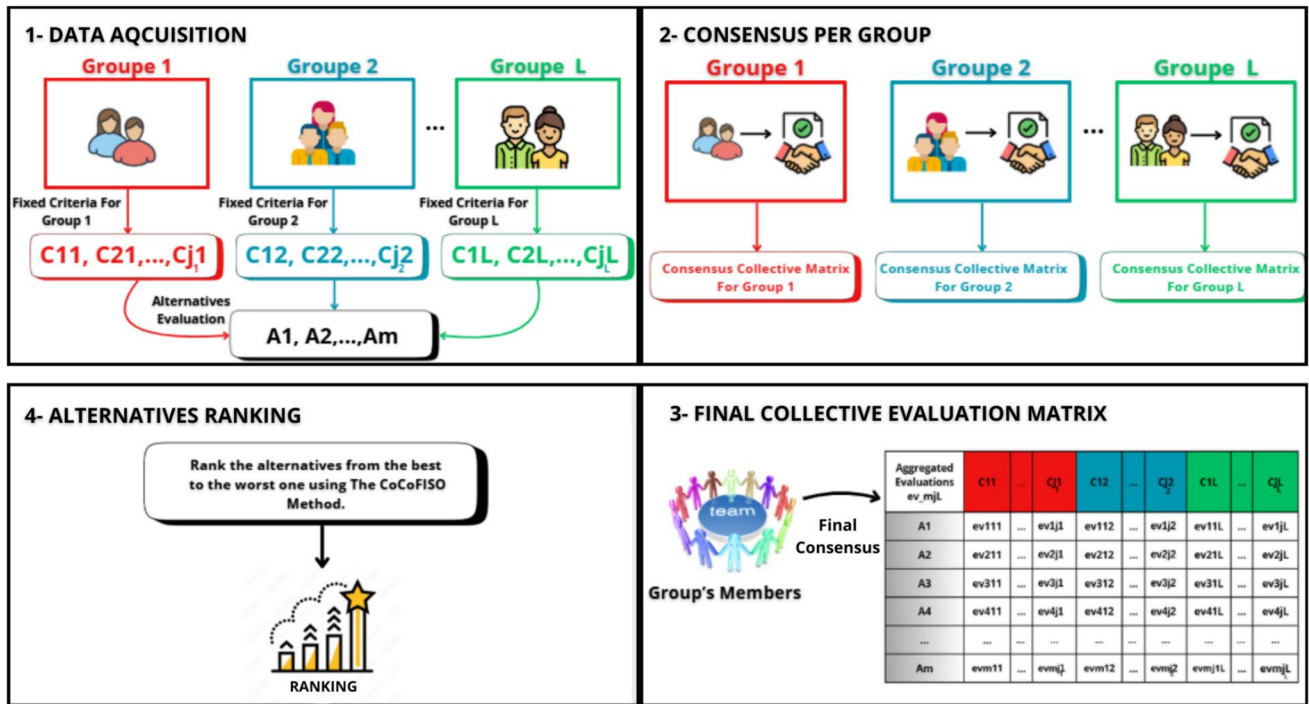 1- DATA AQCUISITION
Groupe 1
Groupe 2
Groupe L
...
Fixed Criteria For
Group 1
Fixed Criteria For
Group 2
Fixed Criteria For
Group L
C11, C21,...,Cj1 1
C12, C22,...,Cj2 2
C1L, C2L,...,CjL L
Alternatives
Evaluation
A1, A2,...,Am
2- CONSENSUS PER GROUP
Groupe 1
Groupe 2
Groupe L
...
Consensus Collective Matrix
For Group 1
Consensus Collective Matrix
For Group 2
Consensus Collective Matrix
For Group L
4- ALTERNATIVES RANKING
Rank the alternatives from the best
to the worst one using The CoCoFISO
Method.
RANKING
3- FINAL COLLECTIVE EVALUATION MATRIX
team
Group's Members
Final
Consensus
Aggregated
Evaluations
ev_mjL
C11 ... Cj1 1 C12 ... Cj2 2 C1L ... CjL L
A1 ev111 ... ev1j1 ev112 ... ev1j2 ev11L ... ev1jL
A2 ev211 ... ev2j1 ev212 ... ev2j2 ev21L ... ev2jL
A3 ev311 ... ev3j1 ev312 ... ev3j2 ev31L ... ev3jL
A4 ev411 ... ev4j1 ev412 ... ev4j2 ev41L ... ev4jL
... ... ... ... ... ... ... ... ... ...
Am evm11 ... evmj1 evm12 ... evmj2 evmj1L ... evmjL